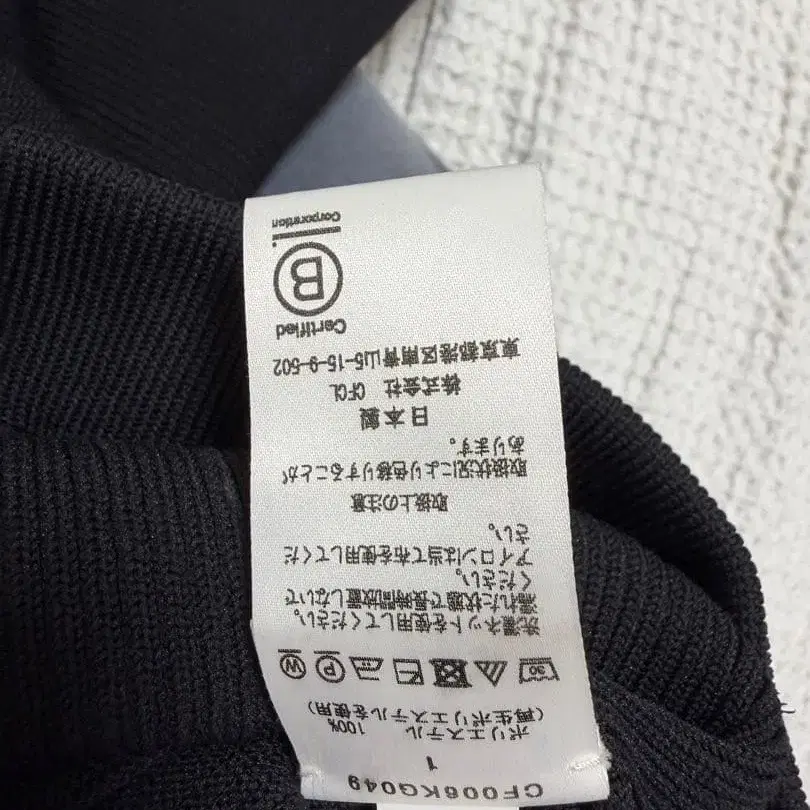 CF008KG049
1
ポリエステル 100%
(再生ポリエステルを使用)
30 P W
洗濯ネットを使用してください。
濡れた状態で長時間放置しないで
ください。
アイロンは当て布を使用してくだ
さい。
取扱上の注意
取扱状況により色移りすることが
あります。
日本製
株式会社 CFCL
東京都港区南青山5-15-9-502
Certified
B
Corporation